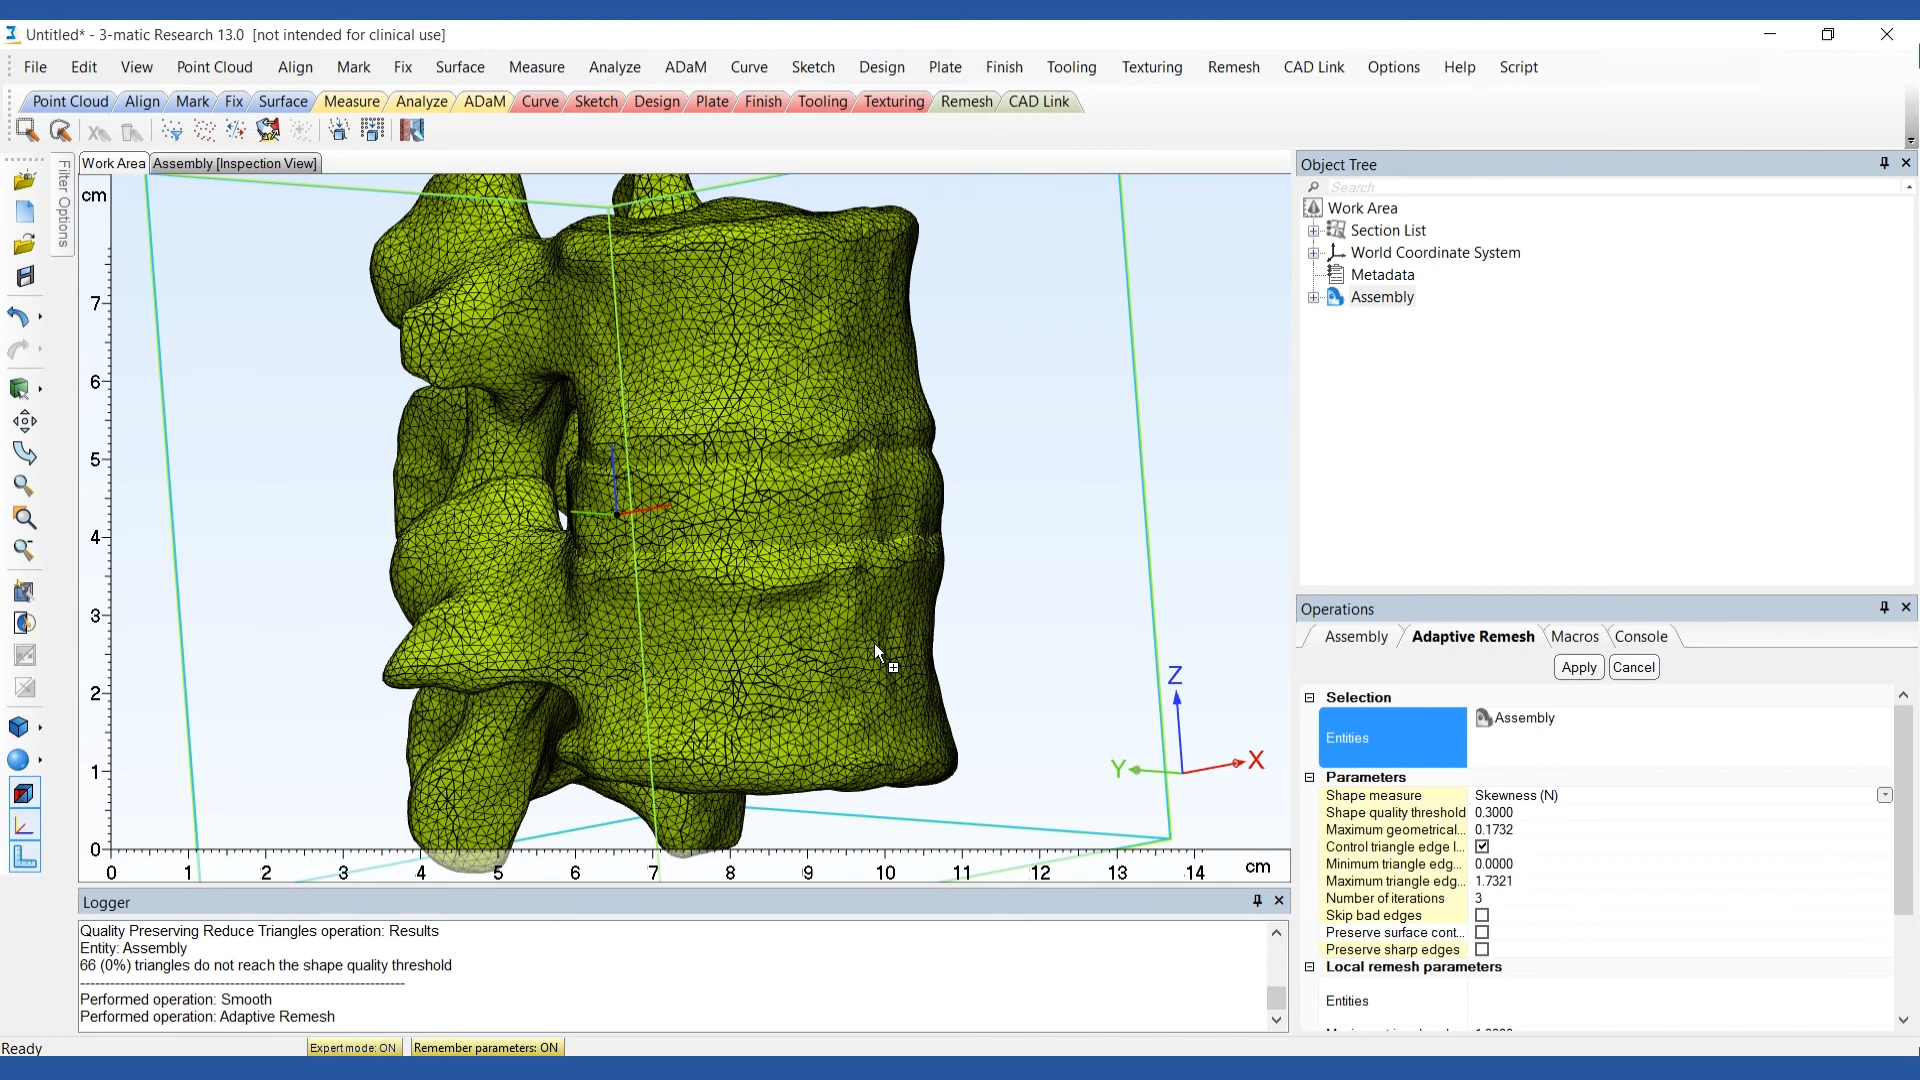 Untitled* - 3-matic Research 13.0 [not intended for clinical use]
File Edit View Point Cloud Align Mark Fix Surface Measure Analyze ADaM Curve Sketch Design Plate Finish Tooling Texturing Remesh CAD Link Options Help Script
Point Cloud Align Mark Fix Surface Measure Analyze ADaM Curve Sketch Design Plate Finish Tooling Texturing Remesh CAD Link
Filter Options
Work Area Assembly [Inspection View]
cm
7
6
5
4
3
2
1
0
0 1 2 3 4 5 6 7 8 9 10 11 12 13 14
cm
Z
Y
X
Object Tree
Search
Work Area
Section List
World Coordinate System
Metadata
Assembly
Operations
Assembly Adaptive Remesh Macros Console
Apply Cancel
Selection
Entities Assembly
Parameters
Shape measure Skewness (N)
Shape quality threshold 0.3000
Maximum geometrical... 0.1732
Control triangle edge l...
Minimum triangle edg... 0.0000
Maximum triangle edg... 1.7321
Number of iterations 3
Skip bad edges
Preserve surface cont...
Preserve sharp edges
Local remesh parameters
Entities
Logger
Quality Preserving Reduce Triangles operation: Results
Entity: Assembly
66 (0%) triangles do not reach the shape quality threshold
-----------------------------------------------------------------
Performed operation: Smooth
Performed operation: Adaptive Remesh
Ready Expert mode: ON Remember parameters: ON